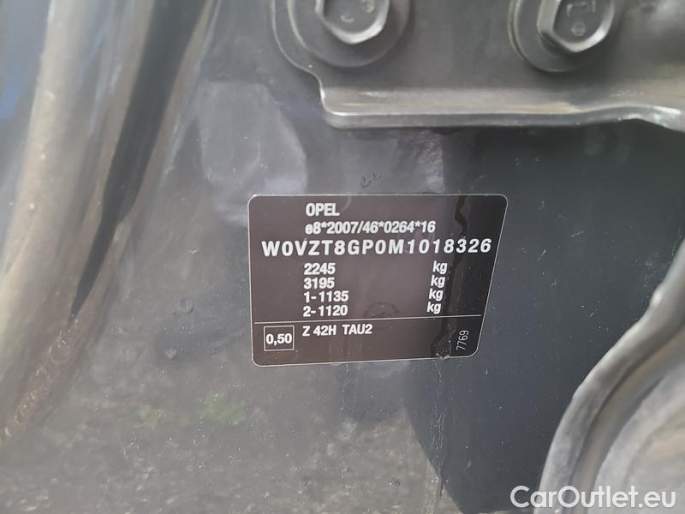 OPEL
e8*2007/46*0264*16
W0VZT8GP0M1018326
2245 kg
3195 kg
1-1135 kg
2-1120 kg
0,50 Z 42H TAU2
7769
CarOutlet.eu